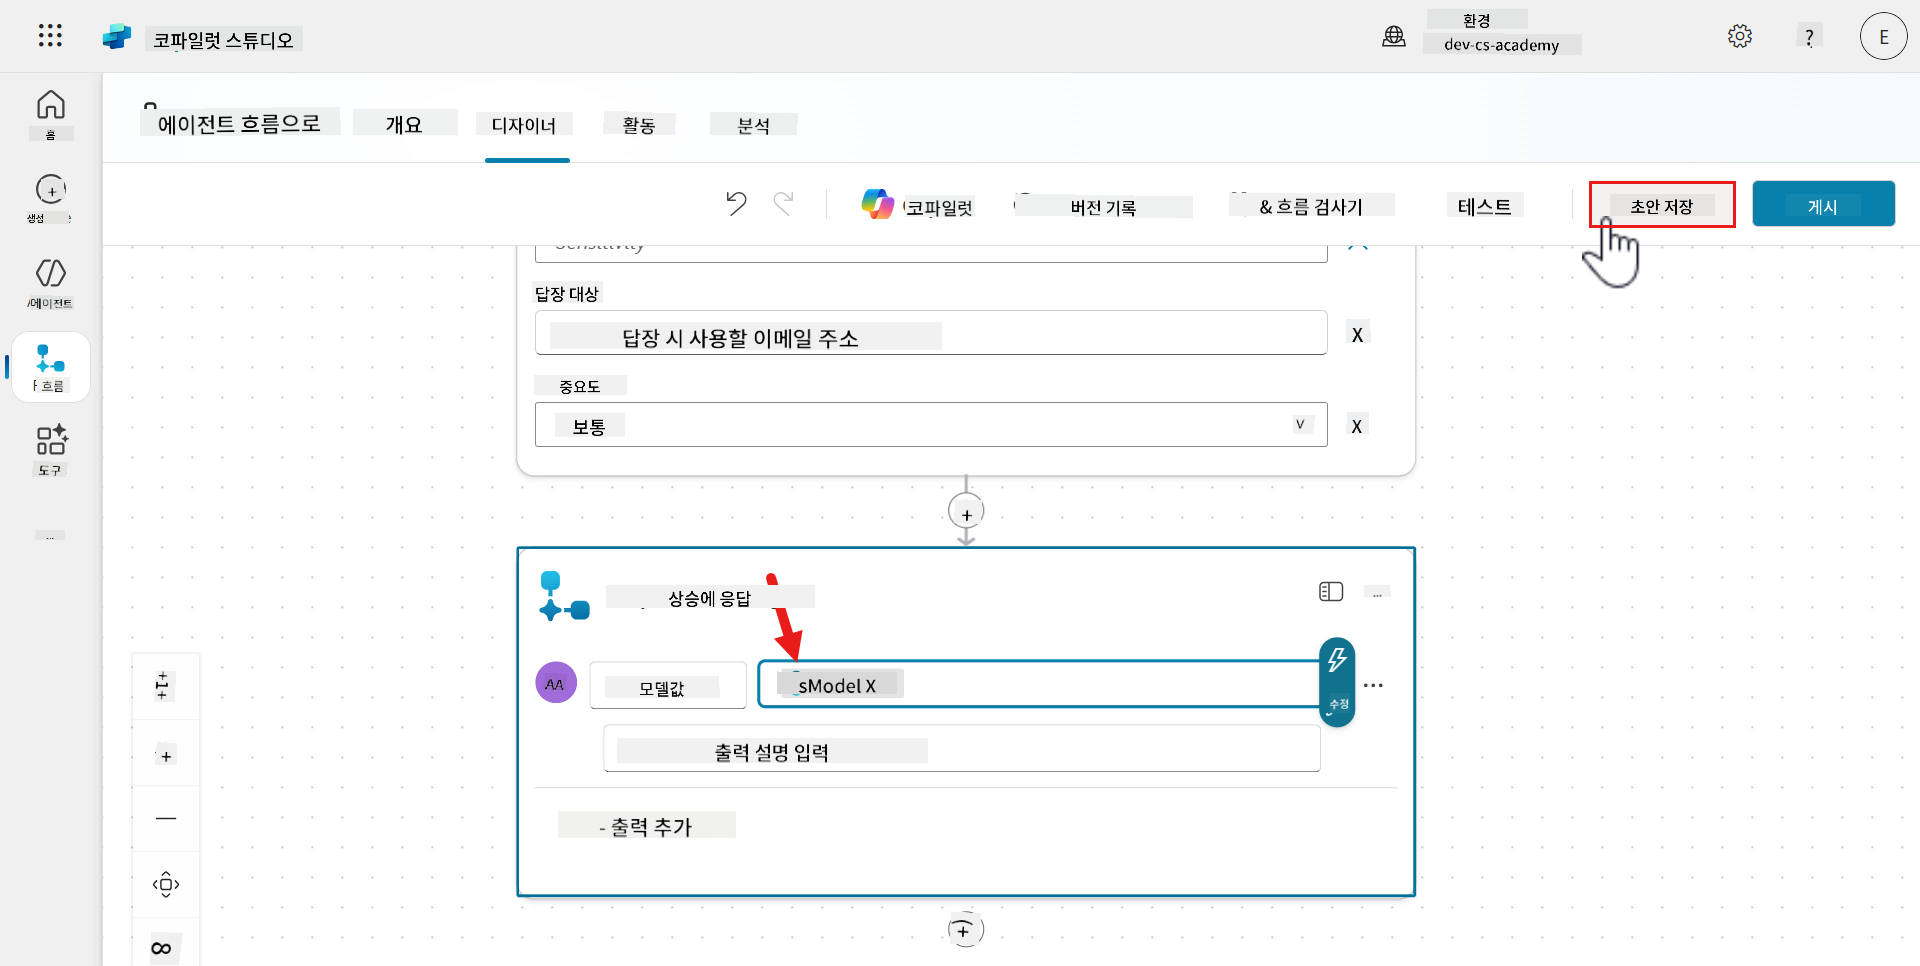 코파일럿 스튜디오
환경
dev-cs-academy
?
E
홈
생성
에이전트
흐름
도구
에이전트 흐름으로
개요
디자이너
활동
분석
코파일럿
버전 기록
& 흐름 검사기
테스트
초안 저장
게시
Sensitivity
답장 대상
답장 시 사용할 이메일 주소
X
중요도
보통
X
상승에 응답
...
AA
모델값
sModel X
수정
출력 설명 입력
- 출력 추가